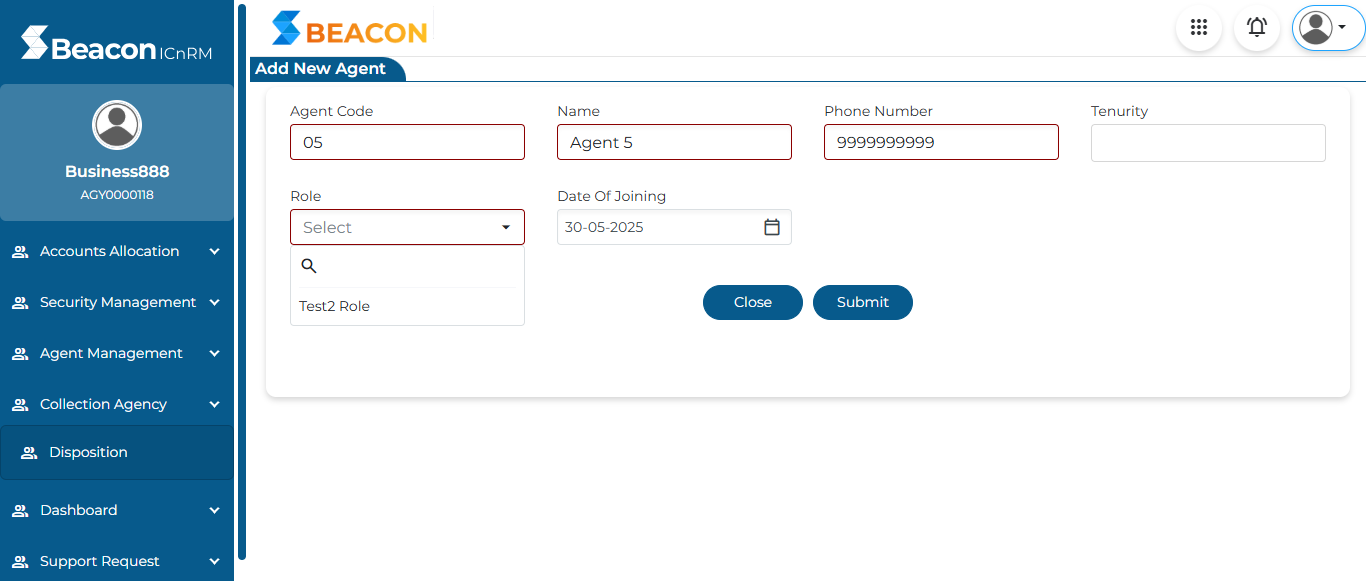 Beacon ICnRM
Business888
AGY0000118
Accounts Allocation
Security Management
Agent Management
Collection Agency
Disposition
Dashboard
Support Request
BEACON
Add New Agent
Agent Code
Name
Phone Number
Tenurity
05
Agent 5
9999999999
Role
Date Of Joining
Select
30-05-2025
Test2 Role
Close
Submit